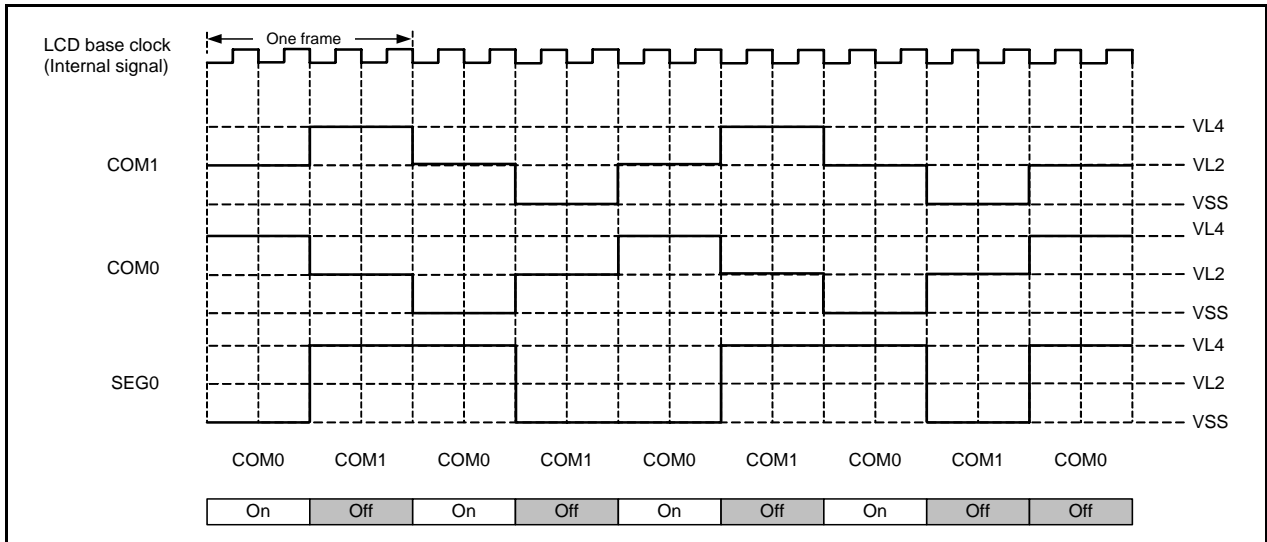 LCD base clock
(Internal signal)
One frame
COM1
VL4
VL2
VSS
COM0
VL4
VL2
VSS
SEG0
VL4
VL2
VSS
COM0 COM1 COM0 COM1 COM0 COM1 COM0 COM1 COM0
On Off On Off On Off On Off Off